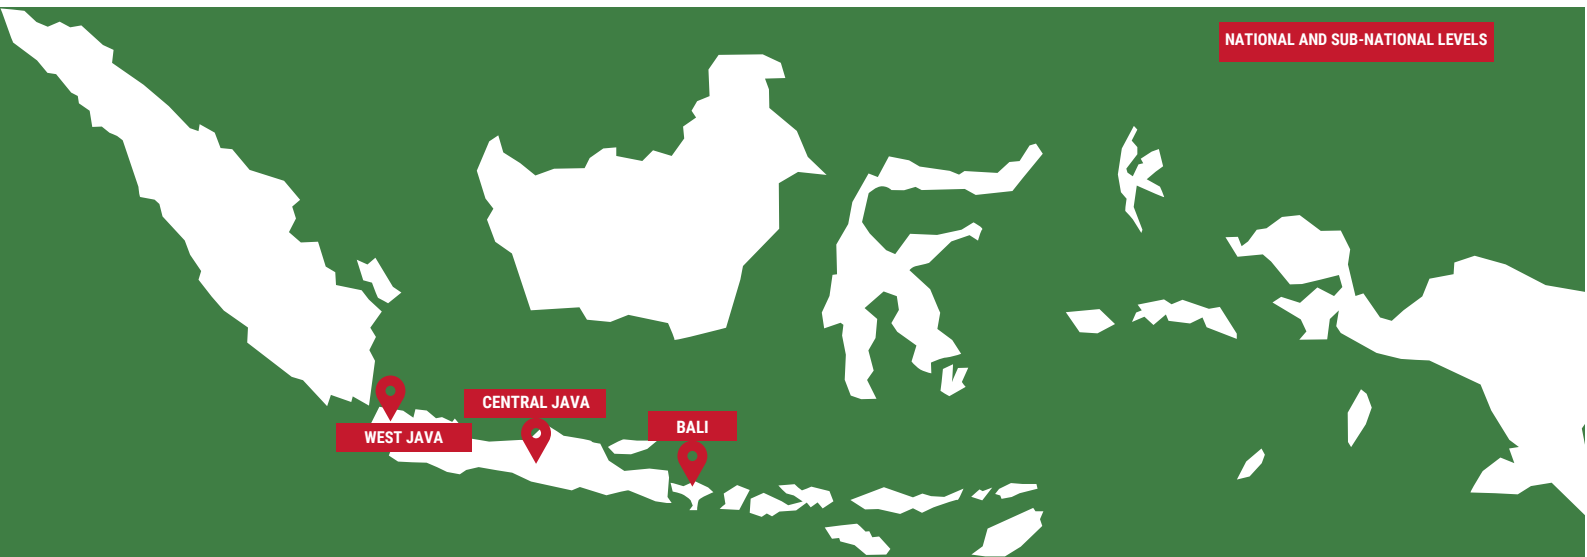 NATIONAL AND SUB-NATIONAL LEVELS
CENTRAL JAVA
BALI
WEST JAVA